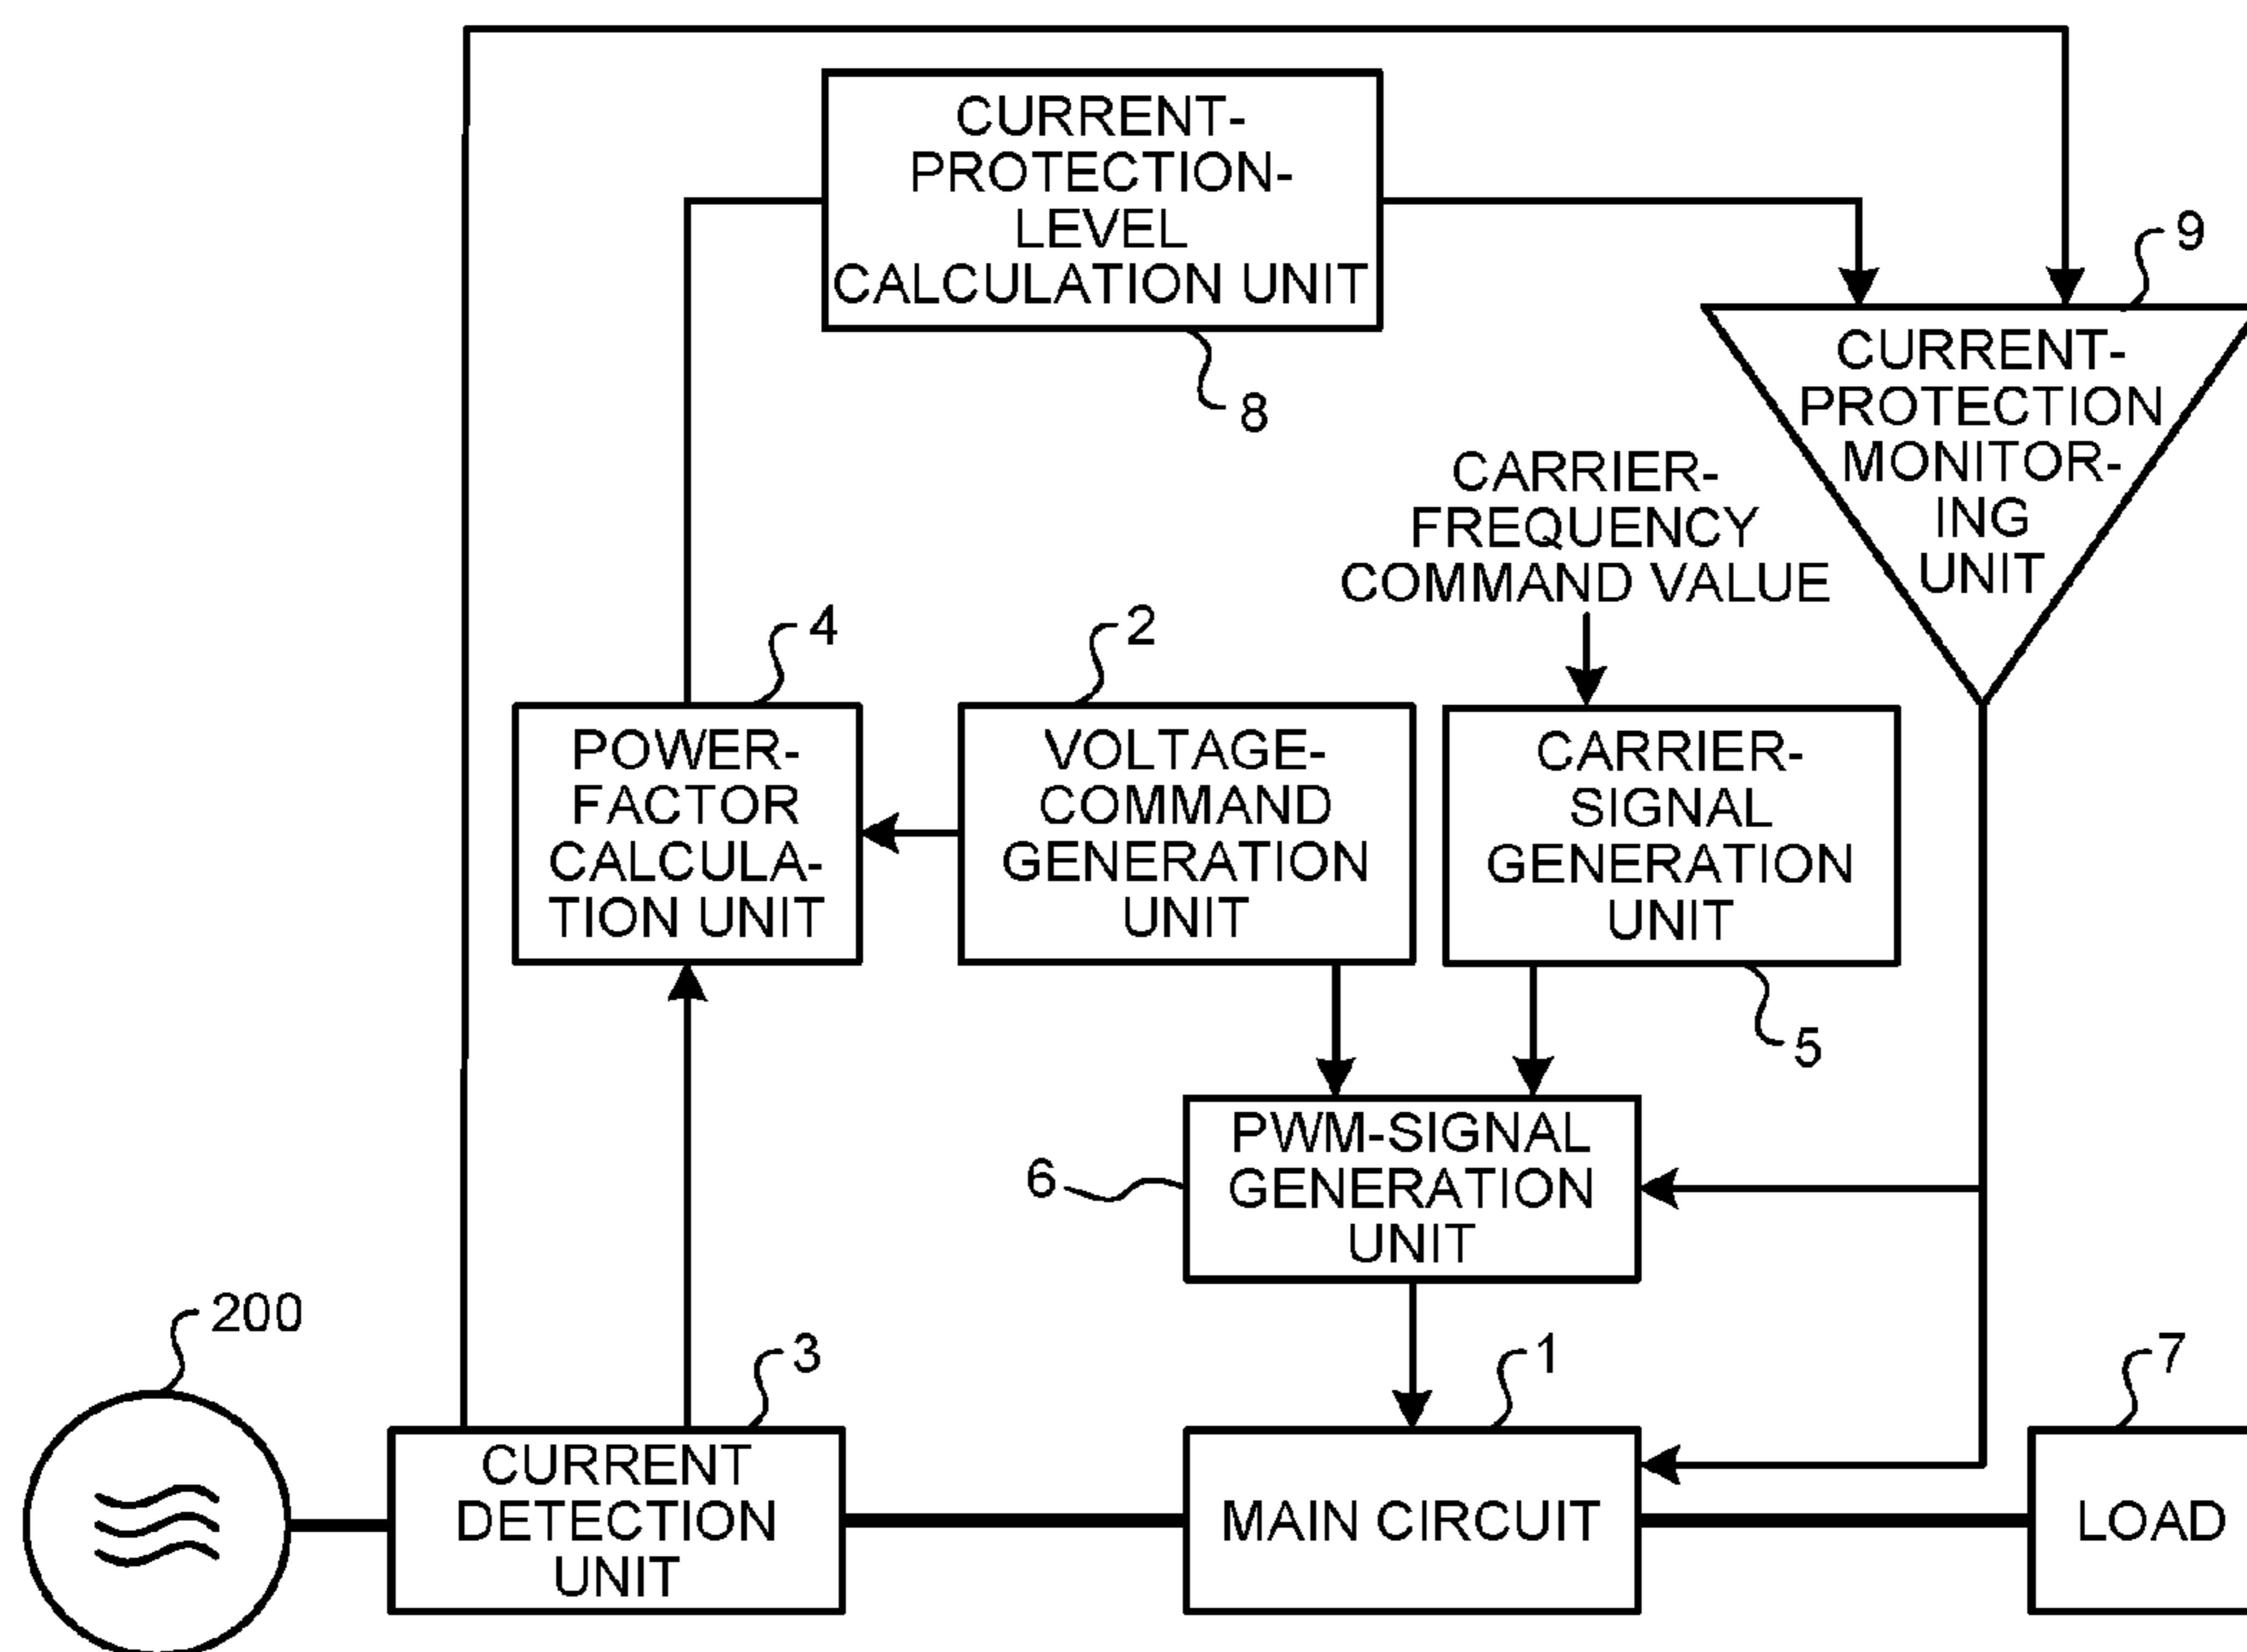 CURRENT-
PROTECTION-
LEVEL
CALCULATION UNIT
8
9
CURRENT-
PROTECTION
MONITOR-
ING
UNIT
CARRIER-
FREQUENCY
COMMAND VALUE
4
POWER-
FACTOR
CALCULA-
TION UNIT
2
VOLTAGE-
COMMAND
GENERATION
UNIT
CARRIER-
SIGNAL
GENERATION
UNIT
5
6
PWM-SIGNAL
GENERATION
UNIT
200
3
CURRENT
DETECTION
UNIT
1
MAIN CIRCUIT
7
LOAD